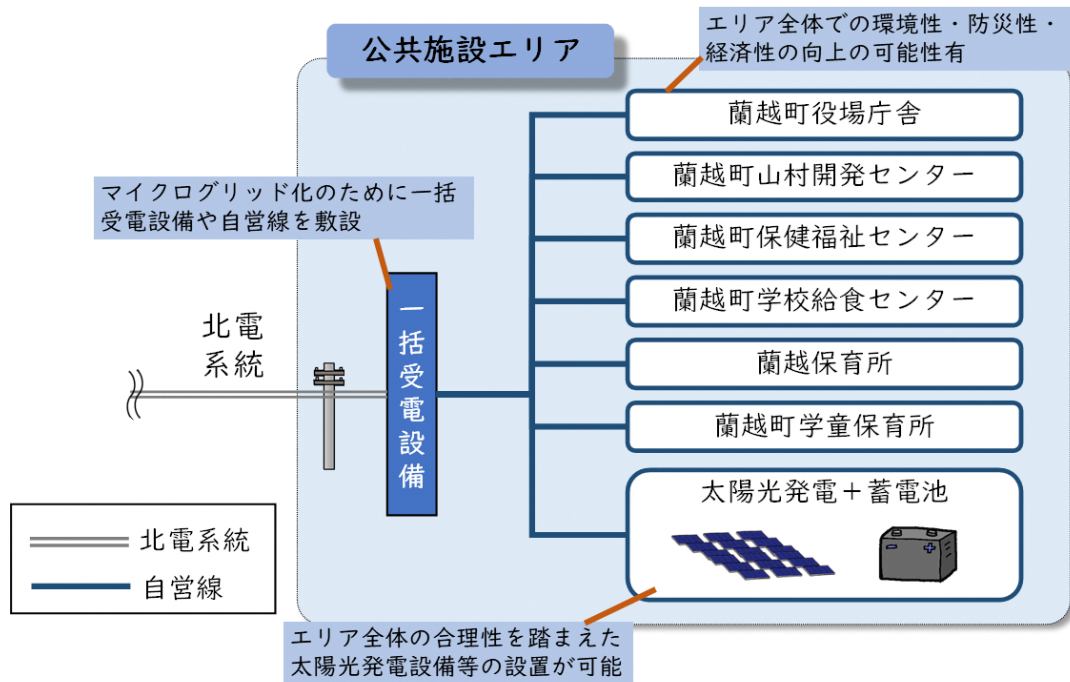 エリア全体での環境性・防災性・
経済性の向上の可能性有
公共施設エリア
蘭越町役場庁舎
蘭越町山村開発センター
マイクログリッド化のために一括
受電設備や自営線を敷設
蘭越町保健福祉センター
蘭越町学校給食センター
北電
系統
一括受電設備
蘭越保育所
蘭越町学童保育所
太陽光発電＋蓄電池
北電系統
自営線
エリア全体の合理性を踏まえた
太陽光発電設備等の設置が可能